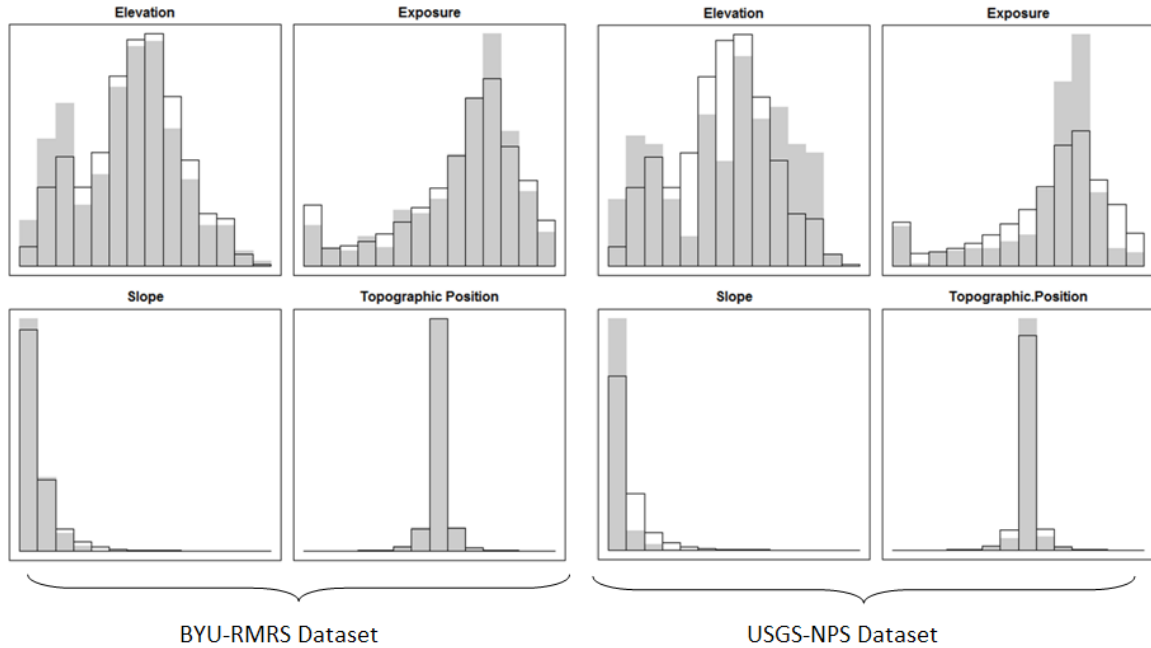 Elevation
Exposure
Elevation
Exposure
Slope
Topographic Position
Slope
Topographic.Position
BYU-RMRS Dataset
USGS-NPS Dataset